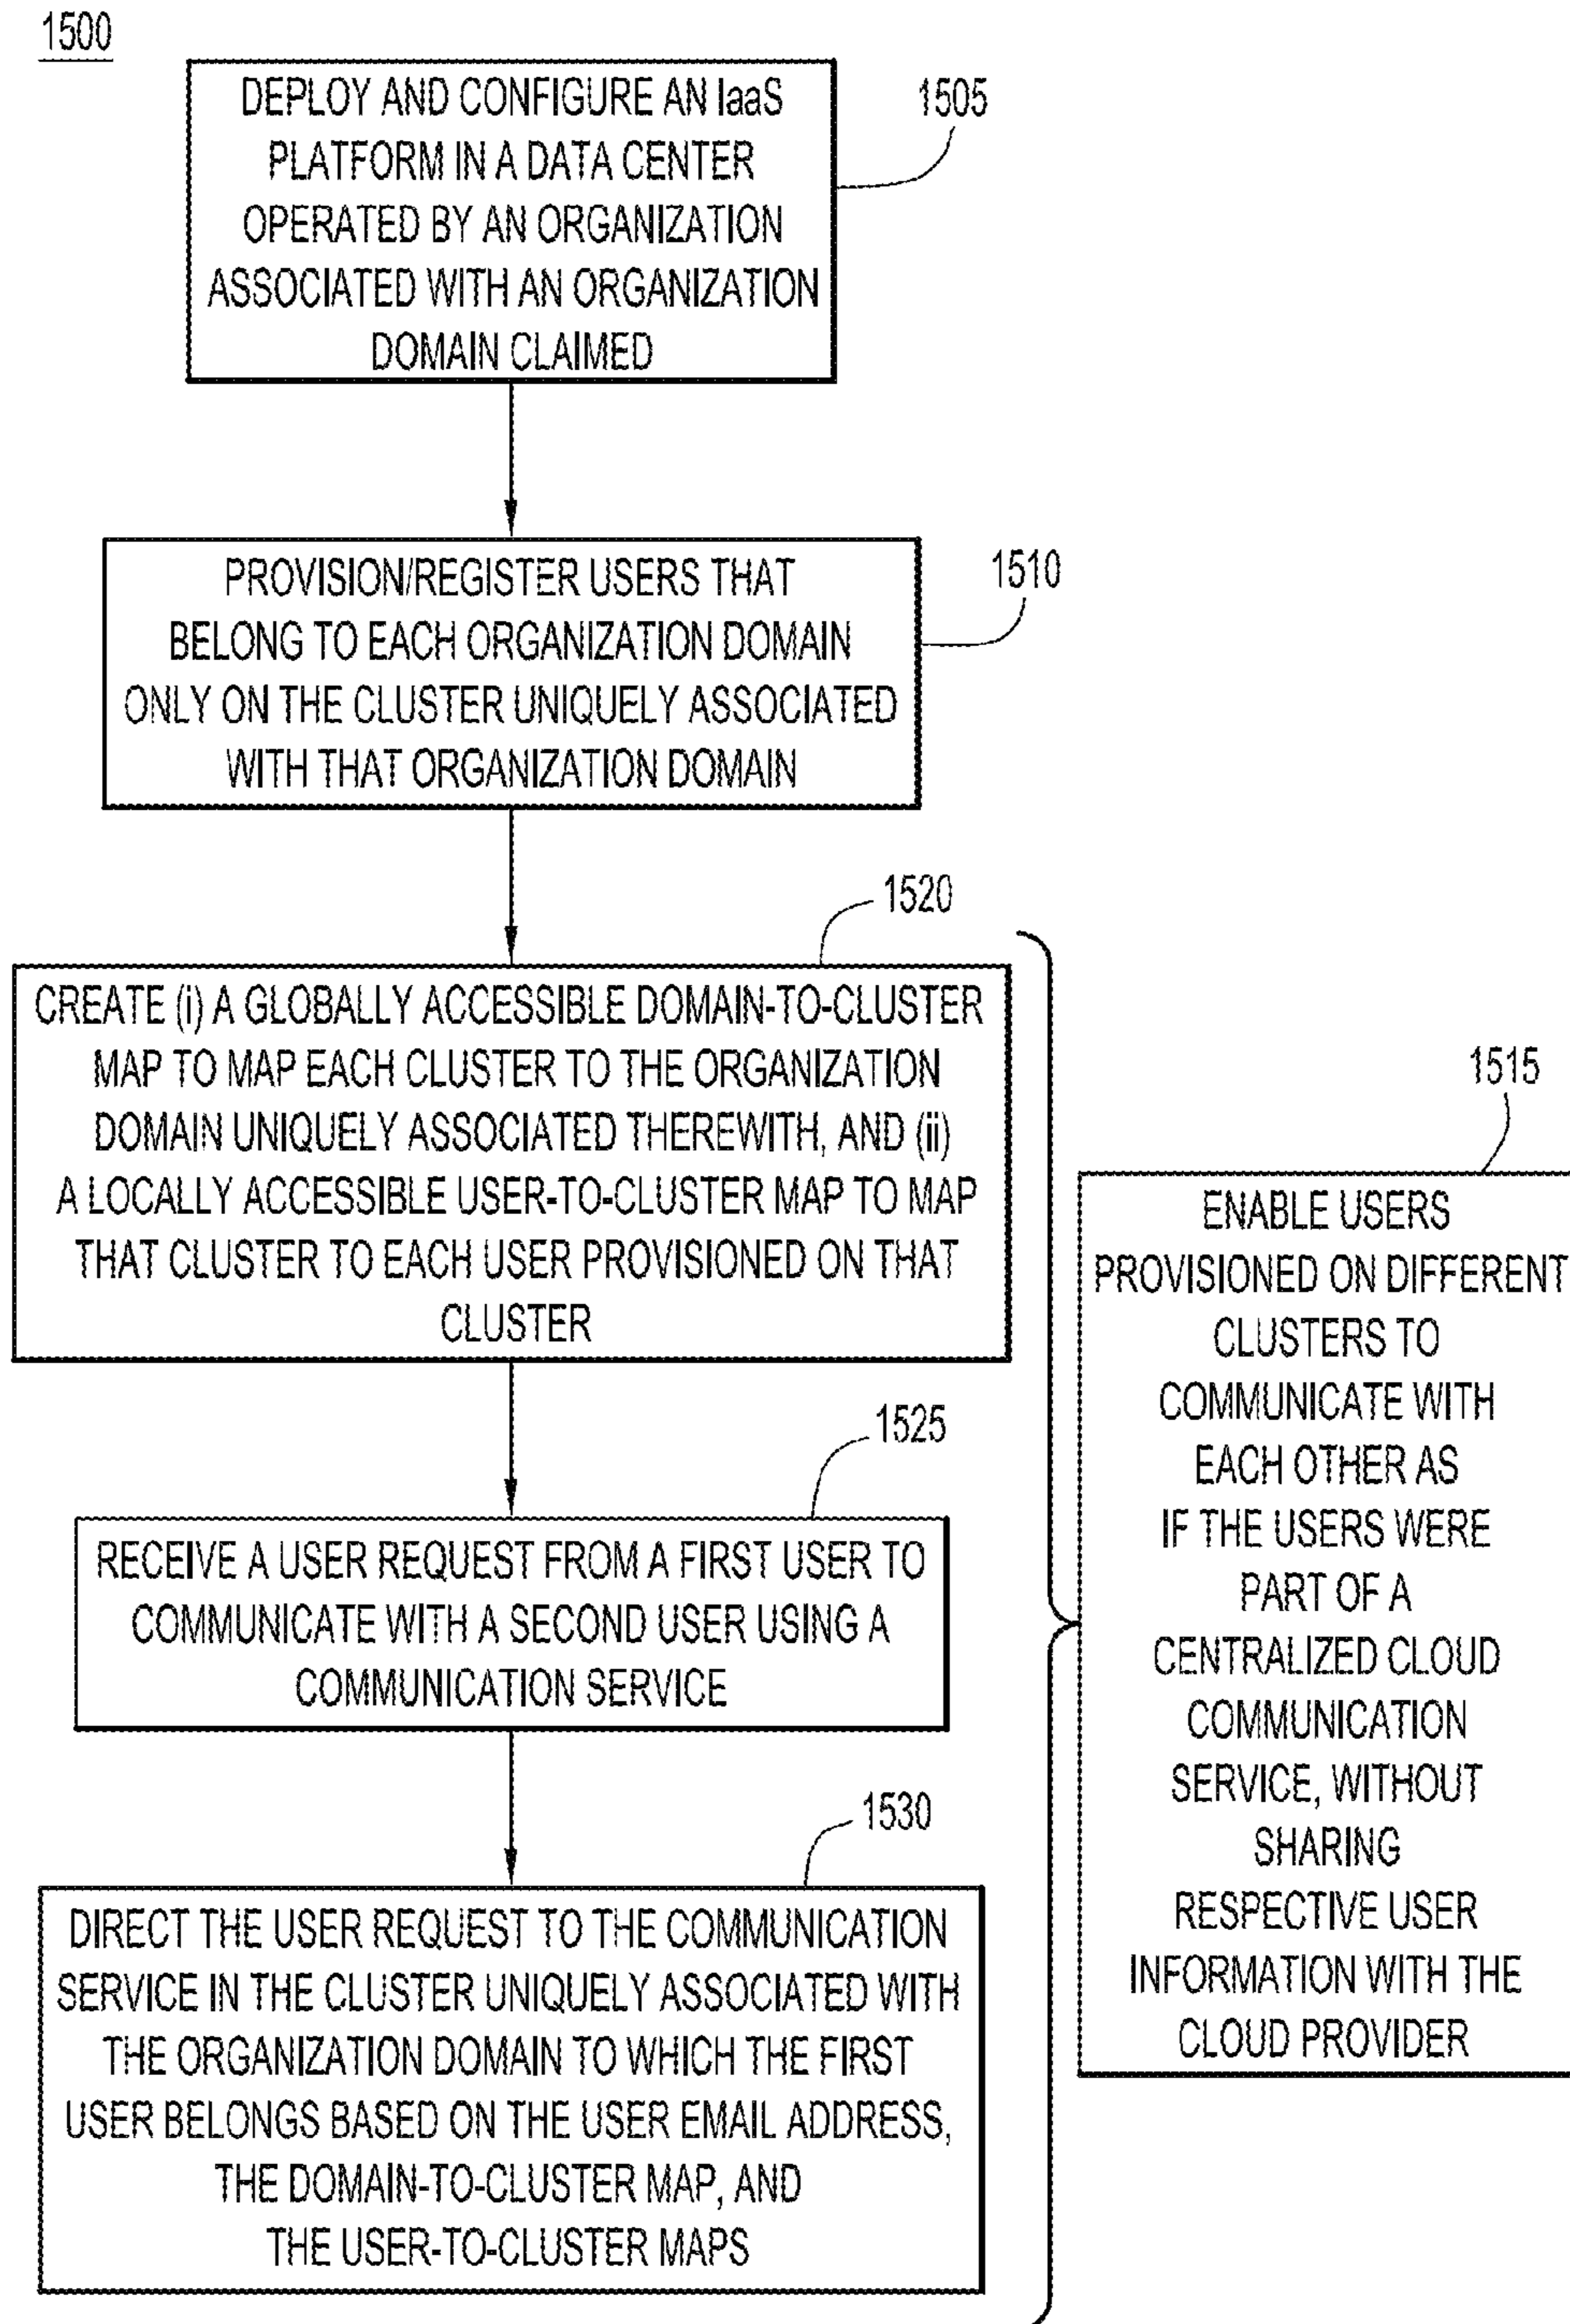 1500
DEPLOY AND CONFIGURE AN IaaS
PLATFORM IN A DATA CENTER
OPERATED BY AN ORGANIZATION
ASSOCIATED WITH AN ORGANIZATION
DOMAIN CLAIMED
1505
PROVISION/REGISTER USERS THAT
BELONG TO EACH ORGANIZATION DOMAIN
ONLY ON THE CLUSTER UNIQUELY ASSOCIATED
WITH THAT ORGANIZATION DOMAIN
1510
1520
CREATE (i) A GLOBALLY ACCESSIBLE DOMAIN-TO-CLUSTER
MAP TO MAP EACH CLUSTER TO THE ORGANIZATION
DOMAIN UNIQUELY ASSOCIATED THEREWITH, AND (ii)
A LOCALLY ACCESSIBLE USER-TO-CLUSTER MAP TO MAP
THAT CLUSTER TO EACH USER PROVISIONED ON THAT
CLUSTER
1525
RECEIVE A USER REQUEST FROM A FIRST USER TO
COMMUNICATE WITH A SECOND USER USING A
COMMUNICATION SERVICE
1530
DIRECT THE USER REQUEST TO THE COMMUNICATION
SERVICE IN THE CLUSTER UNIQUELY ASSOCIATED WITH
THE ORGANIZATION DOMAIN TO WHICH THE FIRST
USER BELONGS BASED ON THE USER EMAIL ADDRESS,
THE DOMAIN-TO-CLUSTER MAP, AND
THE USER-TO-CLUSTER MAPS
1515
ENABLE USERS
PROVISIONED ON DIFFERENT
CLUSTERS TO
COMMUNICATE WITH
EACH OTHER AS
IF THE USERS WERE
PART OF A
CENTRALIZED CLOUD
COMMUNICATION
SERVICE, WITHOUT
SHARING
RESPECTIVE USER
INFORMATION WITH THE
CLOUD PROVIDER